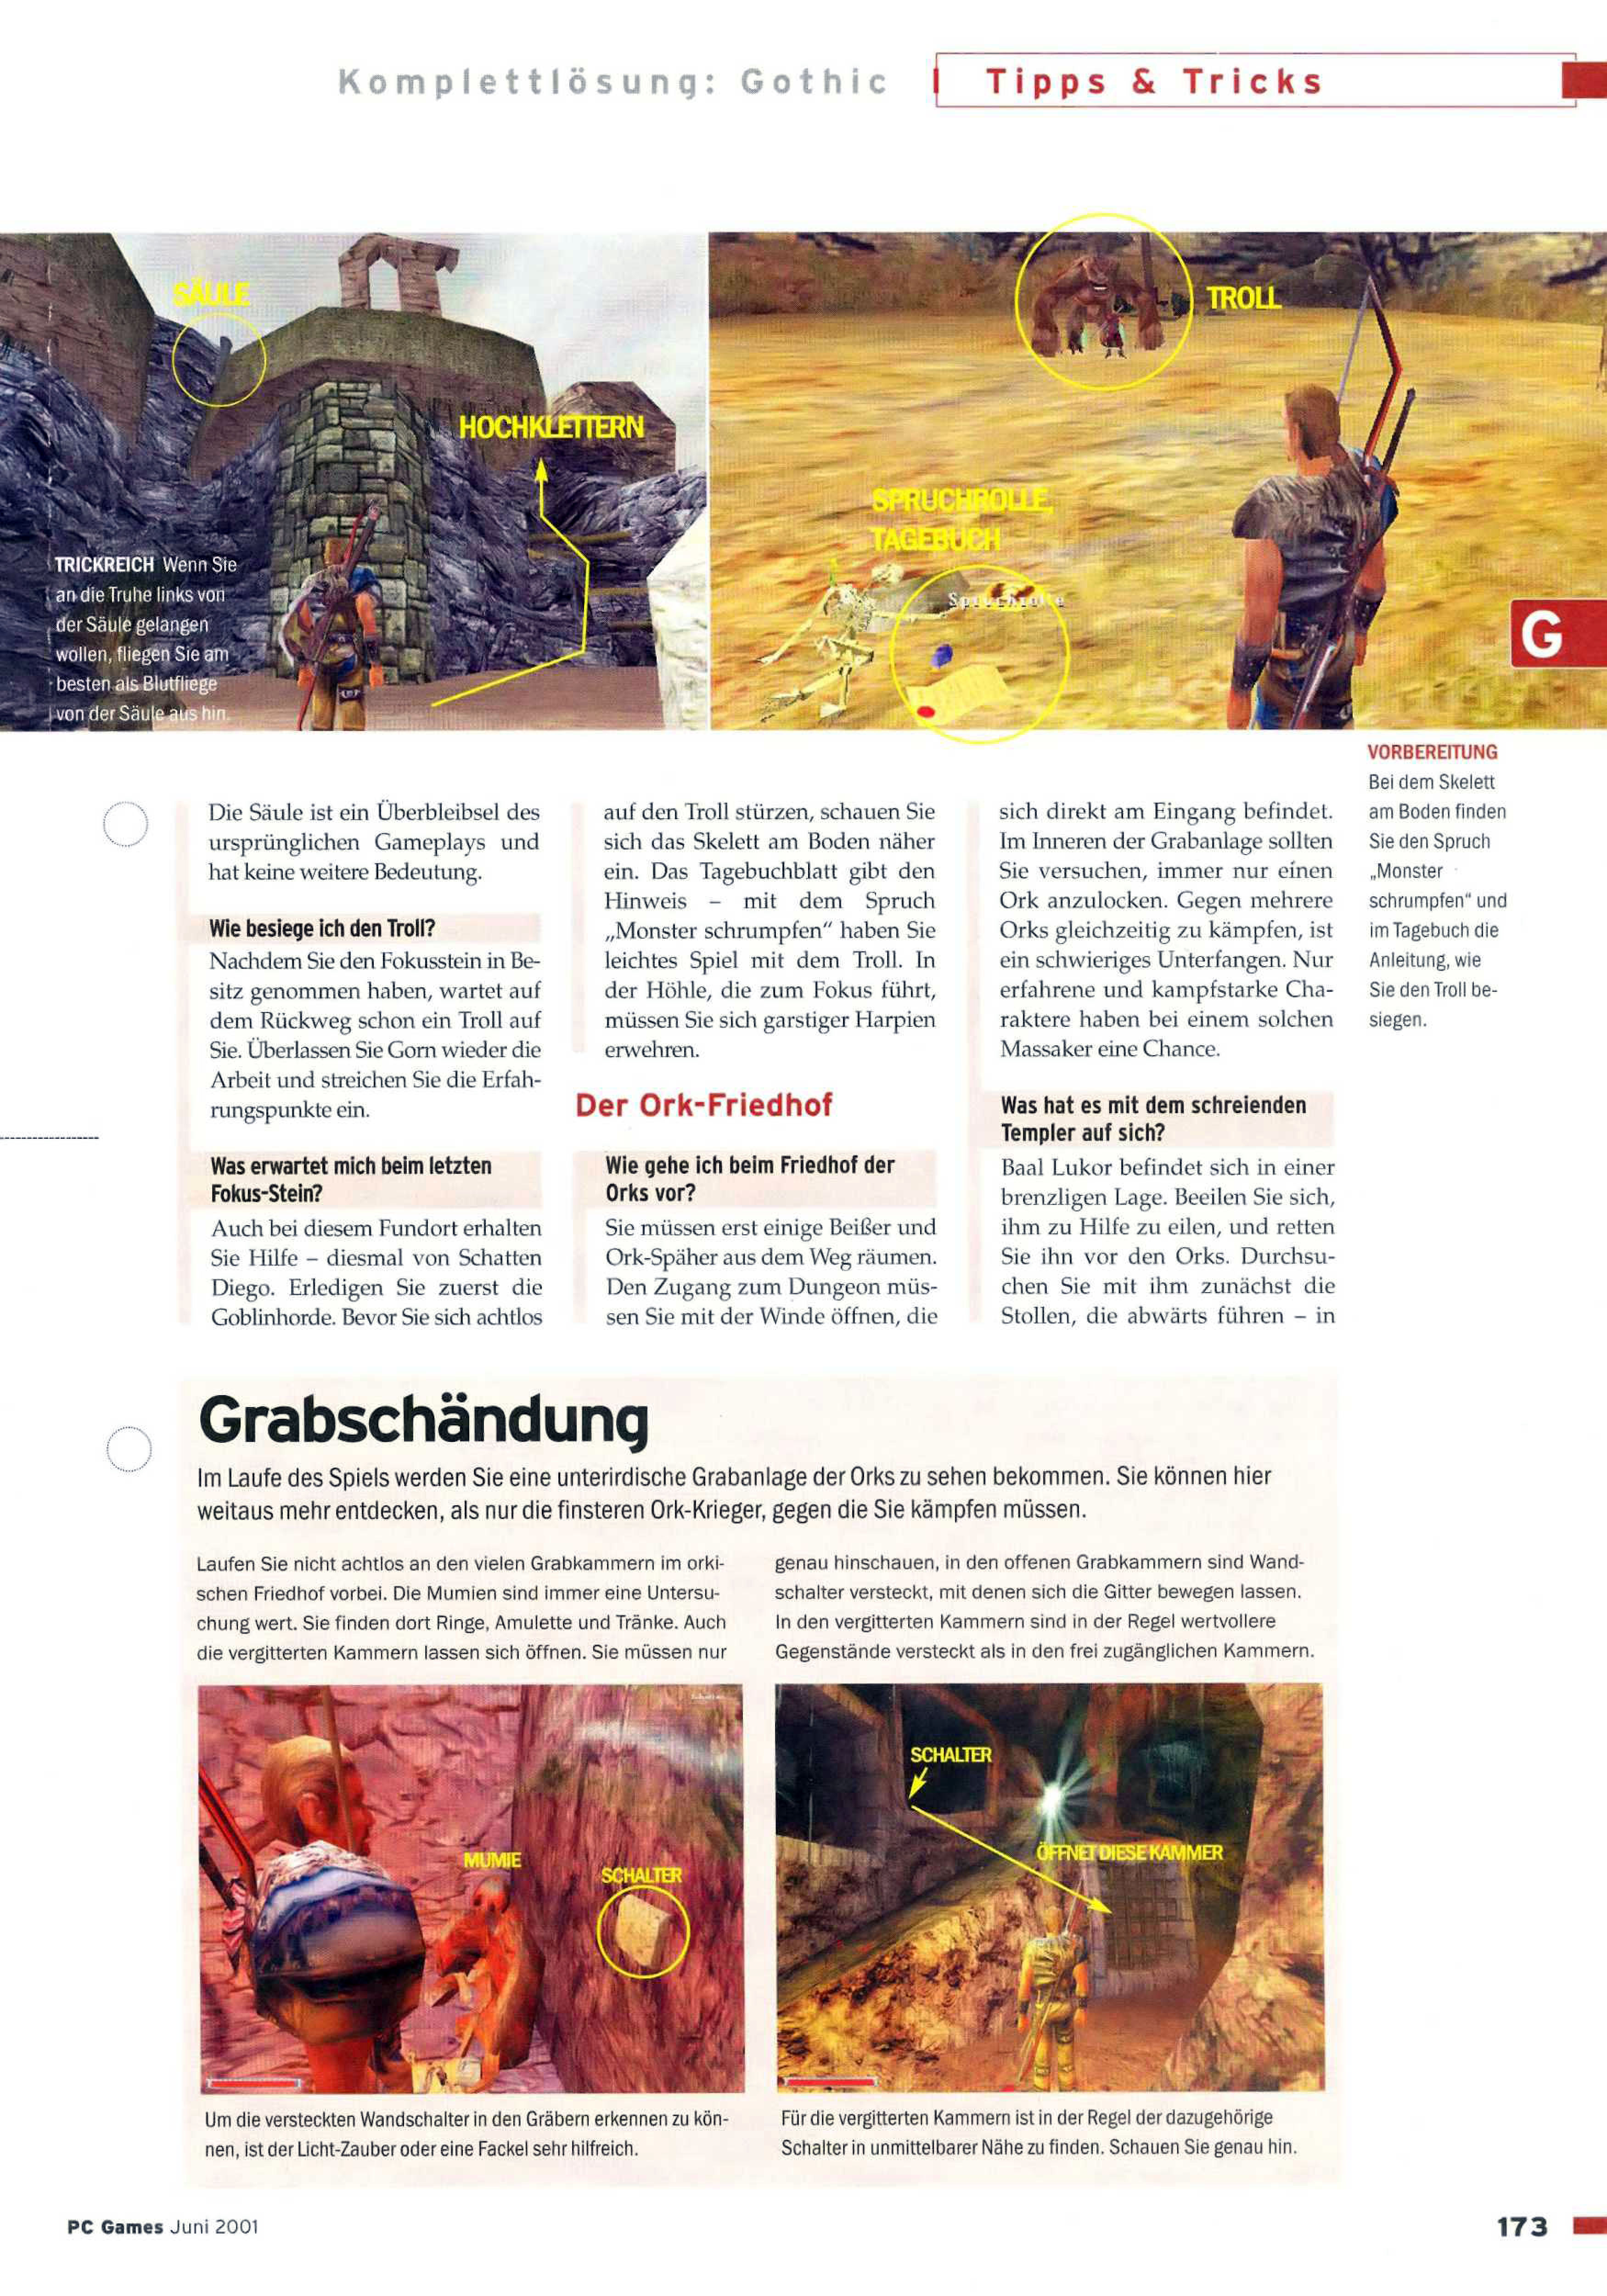 Komplettlösung: Gothic
Tipps & Tricks
SÄULE
HOCHKLETTERN
TRICKREICH Wenn Sie
an die Truhe links von
der Säule gelangen
wollen, fliegen Sie am
besten als Blutfliege
von der Säule aus hin.
TROLL
SPRUCHROLLE,
TAGEBUCH
Spruchrolle
G
VORBEREITUNG
Bei dem Skelett
am Boden finden
Sie den Spruch
„Monster
schrumpfen“ und
im Tagebuch die
Anleitung, wie
Sie den Troll be-
siegen.
Die Säule ist ein Überbleibsel des
ursprünglichen Gameplays und
hat keine weitere Bedeutung.
Wie besiege ich den Troll?
Nachdem Sie den Fokusstein in Be-
sitz genommen haben, wartet auf
dem Rückweg schon ein Troll auf
Sie. Überlassen Sie Gorn wieder die
Arbeit und streichen Sie die Erfah-
rungspunkte ein.
Was erwartet mich beim letzten
Fokus-Stein?
Auch bei diesem Fundort erhalten
Sie Hilfe – diesmal von Schatten
Diego. Erledigen Sie zuerst die
Goblinhorde. Bevor Sie sich achtlos
auf den Troll stürzen, schauen Sie
sich das Skelett am Boden näher
ein. Das Tagebuchblatt gibt den
Hinweis – mit dem Spruch
„Monster schrumpfen“ haben Sie
leichtes Spiel mit dem Troll. In
der Höhle, die zum Fokus führt,
müssen Sie sich garstiger Harpien
erwehren.
Der Ork-Friedhof
Wie gehe ich beim Friedhof der
Orks vor?
Sie müssen erst einige Beißer und
Ork-Späher aus dem Weg räumen.
Den Zugang zum Dungeon müs-
sen Sie mit der Winde öffnen, die
sich direkt am Eingang befindet.
Im Inneren der Grabanlage sollten
Sie versuchen, immer nur einen
Ork anzulocken. Gegen mehrere
Orks gleichzeitig zu kämpfen, ist
ein schwieriges Unterfangen. Nur
erfahrene und kampfstarke Cha-
raktere haben bei einem solchen
Massaker eine Chance.
Was hat es mit dem schreienden
Templer auf sich?
Baal Lukor befindet sich in einer
brenzligen Lage. Beeilen Sie sich,
ihm zu Hilfe zu eilen, und retten
Sie ihn vor den Orks. Durchsu-
chen Sie mit ihm zunächst die
Stollen, die abwärts führen – in
Grabschändung
Im Laufe des Spiels werden Sie eine unterirdische Grabanlage der Orks zu sehen bekommen. Sie können hier
weitaus mehr entdecken, als nur die finsteren Ork-Krieger, gegen die Sie kämpfen müssen.
Laufen Sie nicht achtlos an den vielen Grabkammern im orki-
schen Friedhof vorbei. Die Mumien sind immer eine Untersu-
chung wert. Sie finden dort Ringe, Amulette und Tränke. Auch
die vergitterten Kammern lassen sich öffnen. Sie müssen nur
genau hinschauen, in den offenen Grabkammern sind Wand-
schalter versteckt, mit denen sich die Gitter bewegen lassen.
In den vergitterten Kammern sind in der Regel wertvollere
Gegenstände versteckt als in den frei zugänglichen Kammern.
MUMIE
SCHALTER
SCHALTER
ÖFFNET DIESE KAMMER
Um die versteckten Wandschalter in den Gräbern erkennen zu kön-
nen, ist der Licht-Zauber oder eine Fackel sehr hilfreich.
Für die vergitterten Kammern ist in der Regel der dazugehörige
Schalter in unmittelbarer Nähe zu finden. Schauen Sie genau hin.
PC Games Juni 2001
173